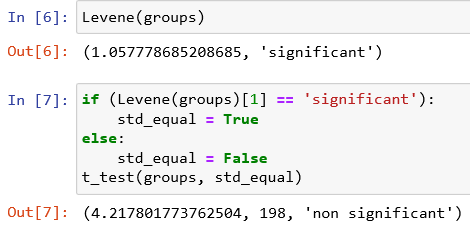 In [6]: Levene(groups)
Out[6]: (1.057778685208685, 'significant')
In [7]: if (Levene(groups)[1] == 'significant'):
    std_equal = True
else:
    std_equal = False
t_test(groups, std_equal)
Out[7]: (4.217801773762504, 198, 'non significant')